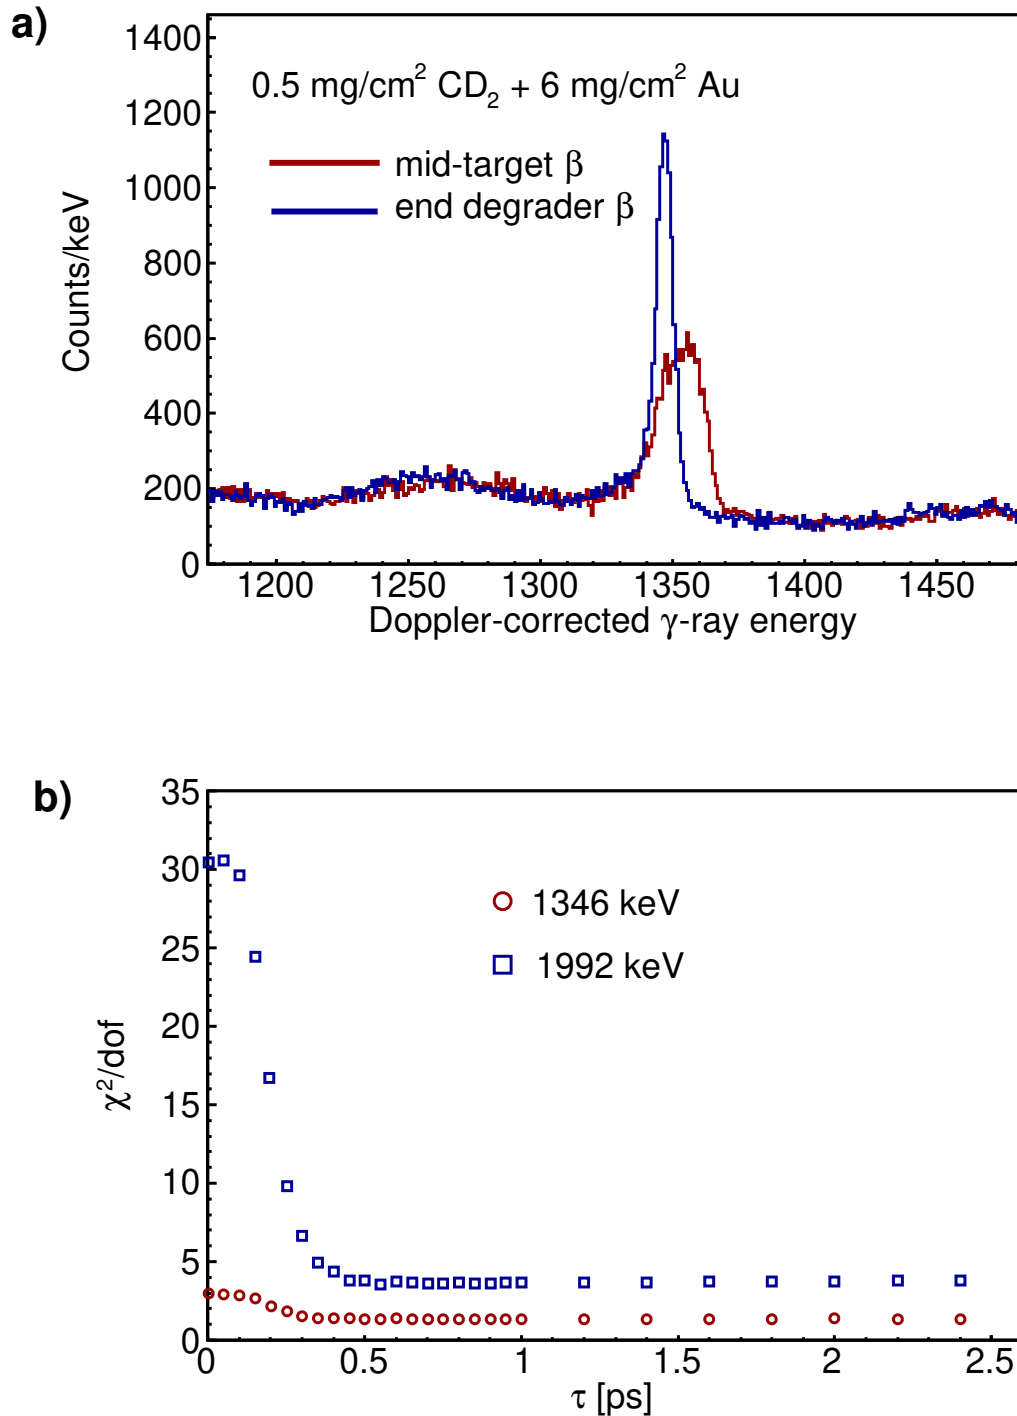 a)
1400
1200
1000
800
600
400
200
0
Counts/keV
0.5 mg/cm² CD₂ + 6 mg/cm² Au
mid-target β
end degrader β
1200 1250 1300 1350 1400 1450
Doppler-corrected γ-ray energy
b)
35
30
25
20
15
10
5
0
χ²/dof
1346 keV
1992 keV
0 0.5 1 1.5 2 2.5
τ [ps]